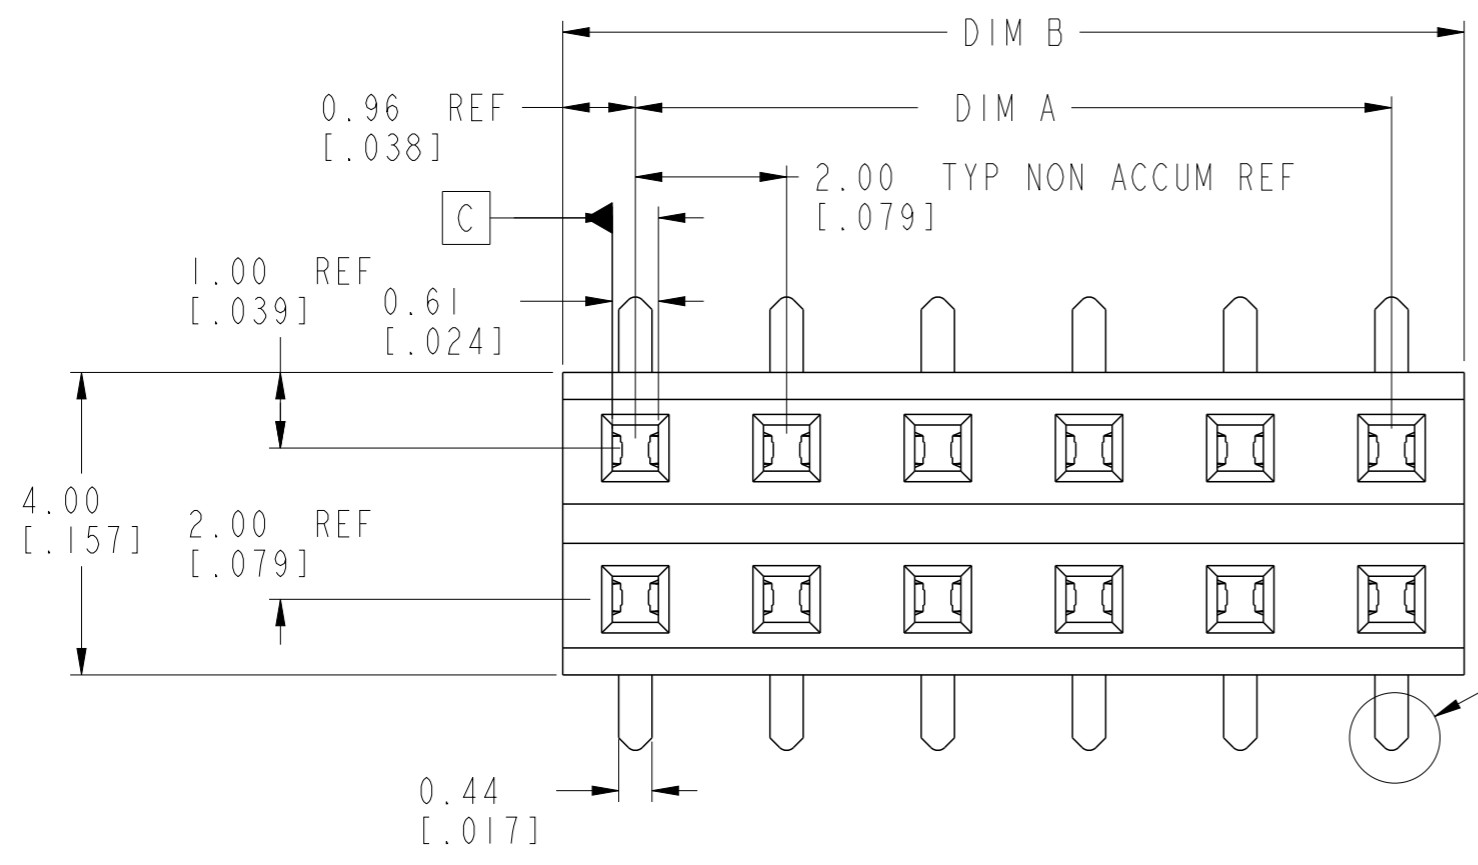 DIM B
0.96 REF
[.038]
DIM A
2.00 TYP NON ACCUM REF
[.079]
C
1.00 REF
[.039]
0.61
[.024]
4.00
[.157]
2.00 REF
[.079]
0.44
[.017]